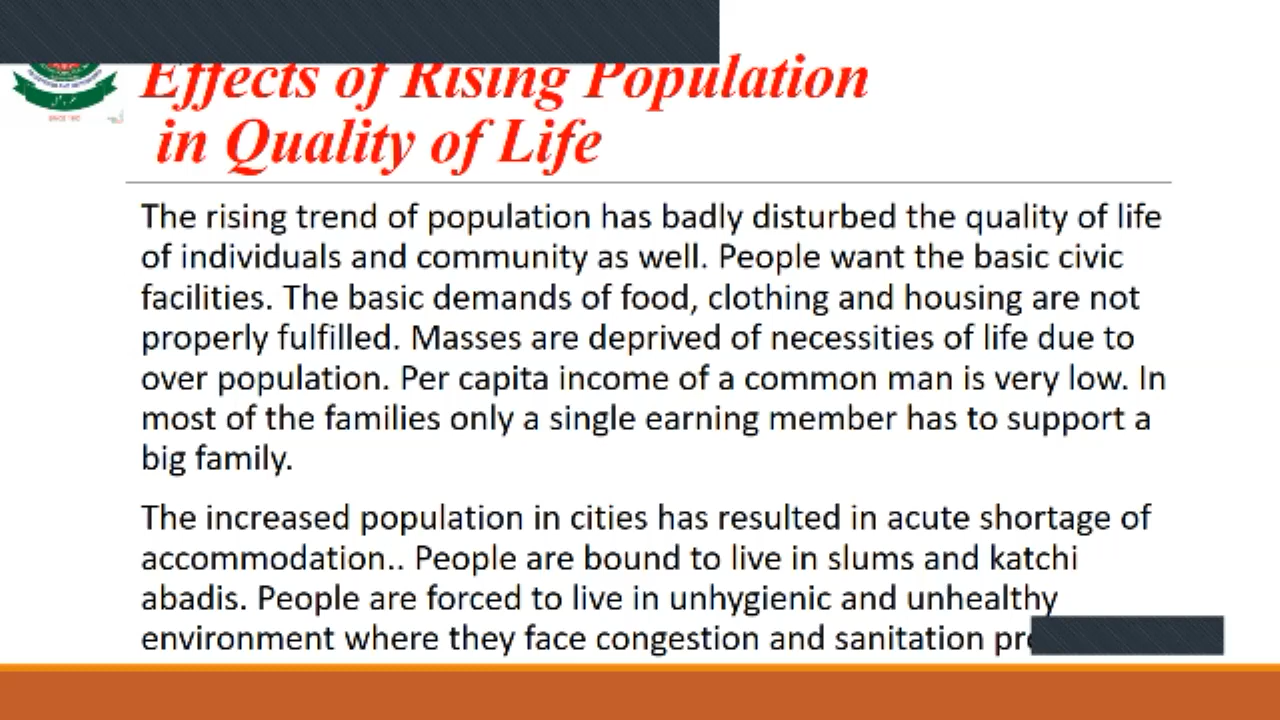 Effects of Rising Population
in Quality of Life
The rising trend of population has badly disturbed the quality of life
of individuals and community as well. People want the basic civic
facilities. The basic demands of food, clothing and housing are not
properly fulfilled. Masses are deprived of necessities of life due to
over population. Per capita income of a common man is very low. In
most of the families only a single earning member has to support a
big family.
The increased population in cities has resulted in acute shortage of
accommodation.. People are bound to live in slums and katchi
abadis. People are forced to live in unhygienic and unhealthy
environment where they face congestion and sanitation